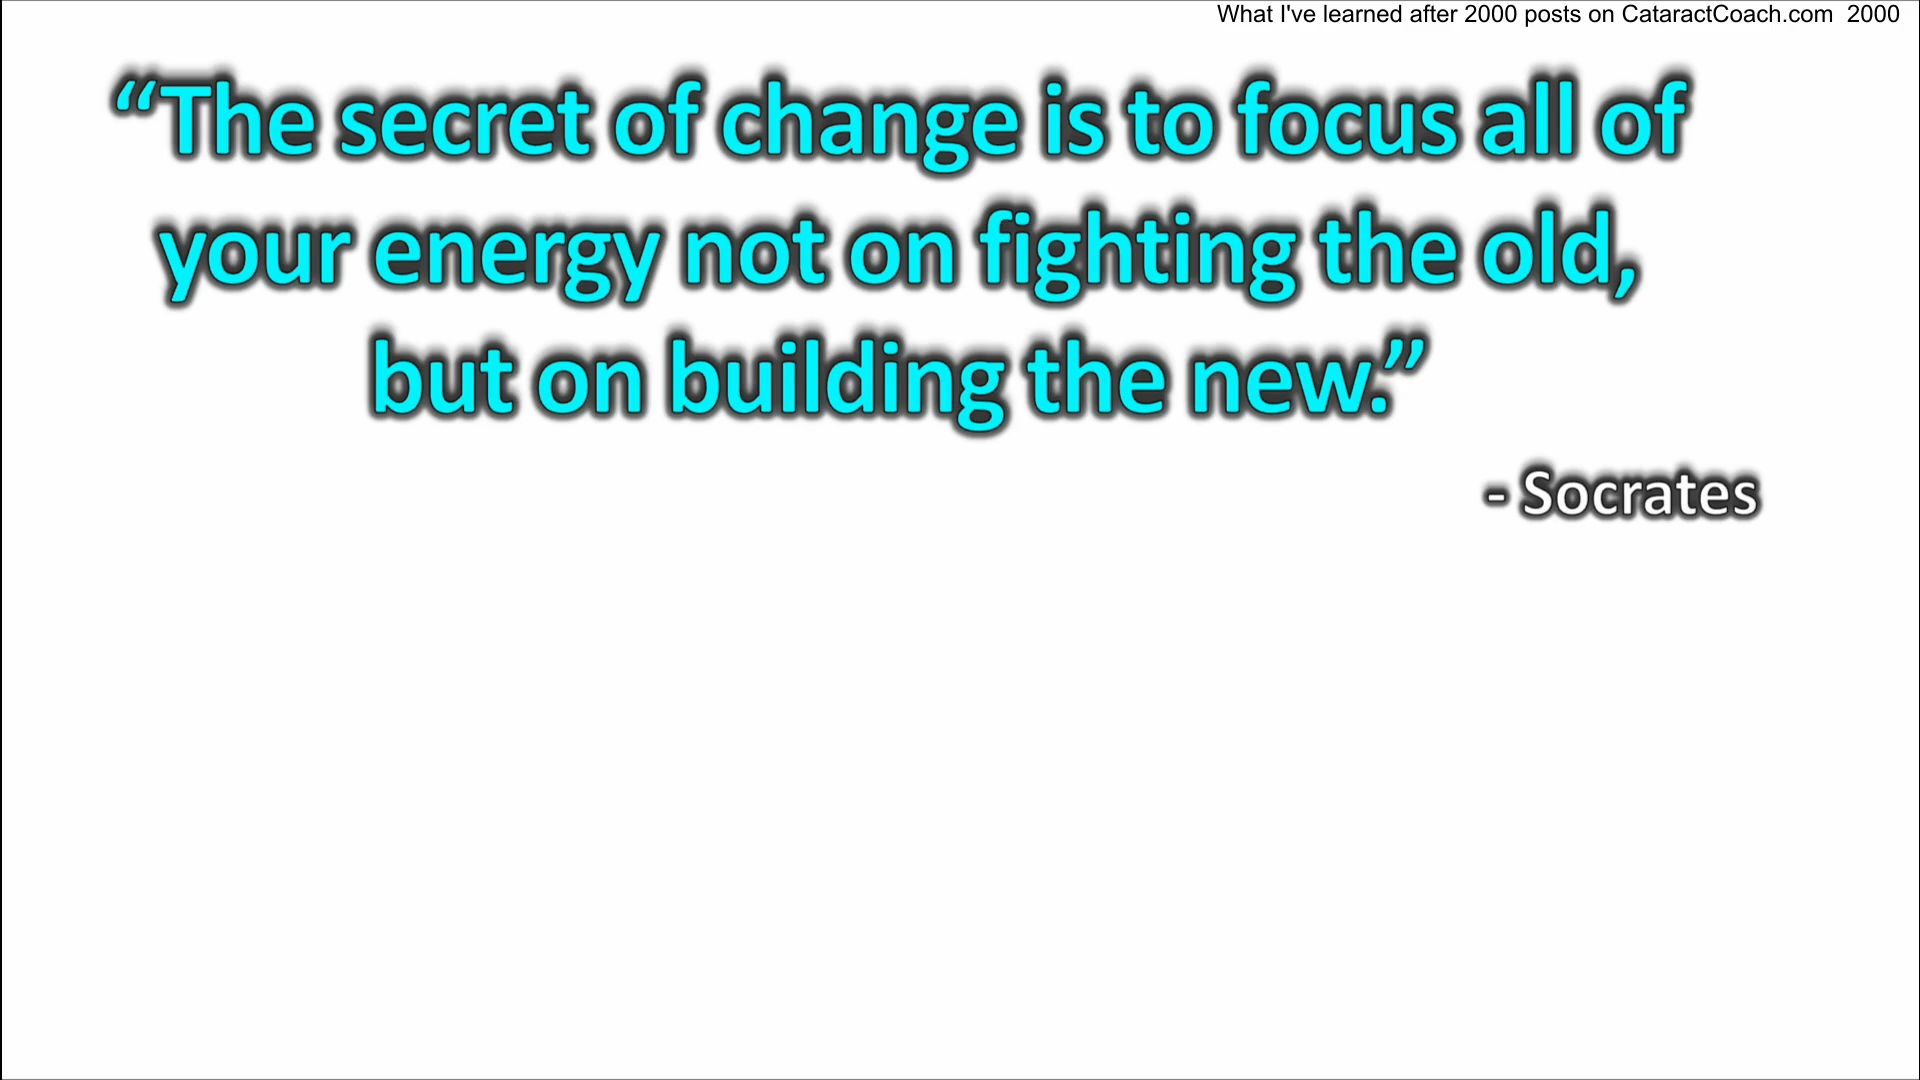 What I've learned after 2000 posts on CataractCoach.com  2000
“The secret of change is to focus all of
your energy not on fighting the old,
but on building the new.”
- Socrates